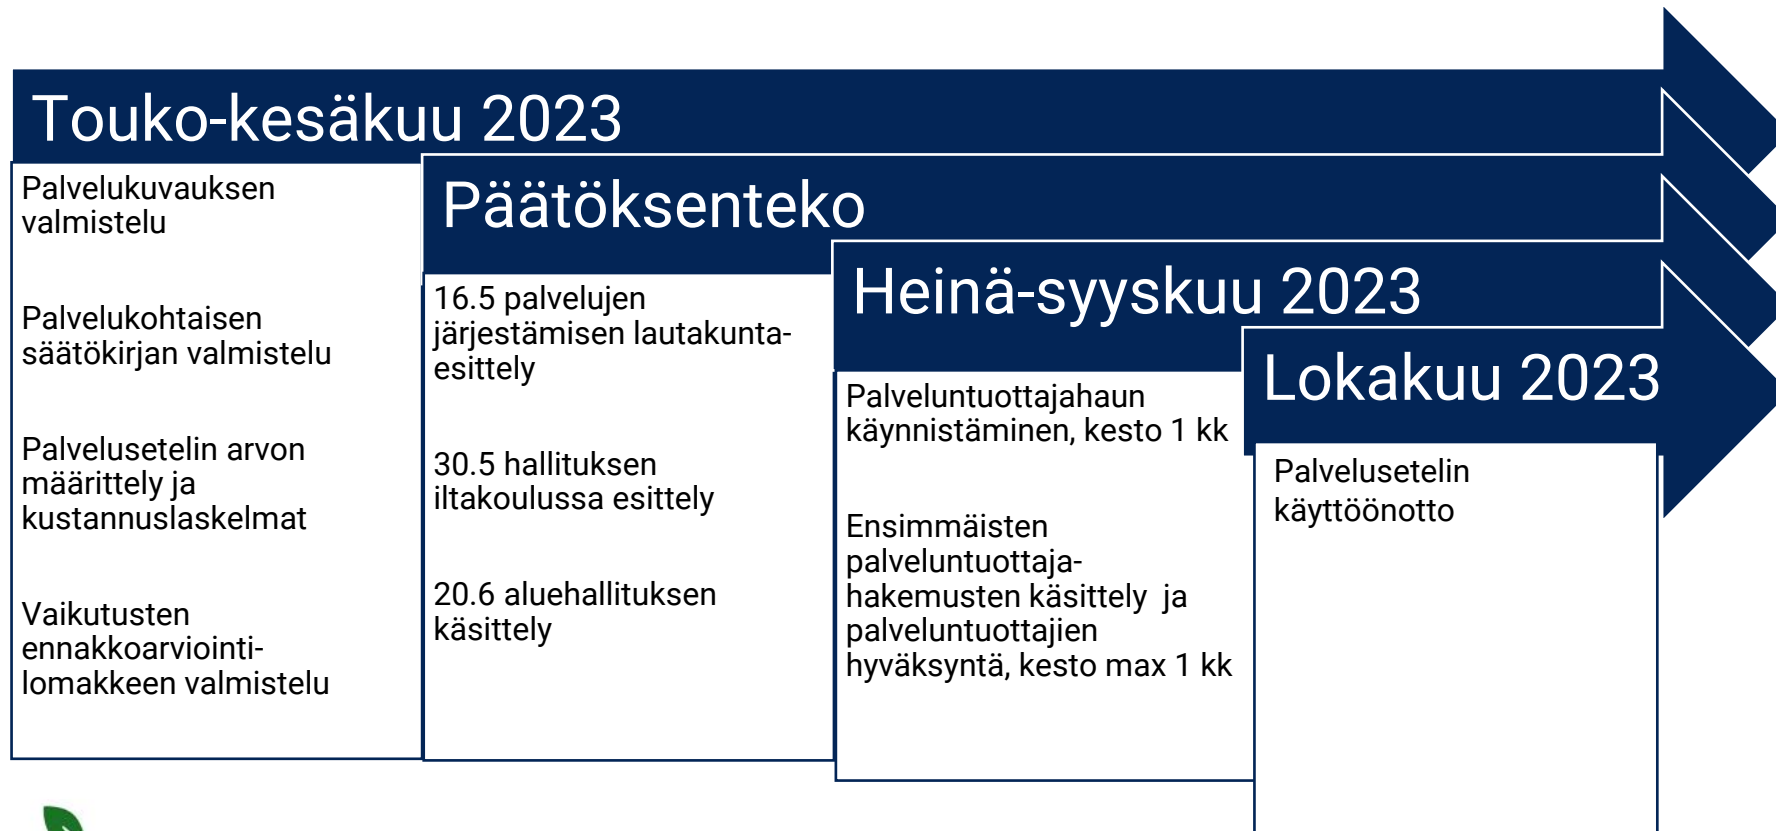 Touko-kesäkuu 2023
Palvelukuvauksen
valmistelu
Palvelukohtaisen
säätökirjan valmistelu
Palvelusetelin arvon
määrittely ja
kustannuslaskelmat
Vaikutusten
ennakkoarviointi-
lomakkeen valmistelu
Päätöksenteko
16.5 palvelujen
järjestämisen lautakunta-
esittely
30.5 hallituksen
iltakoulussa esittely
20.6 aluehallituksen
käsittely
Heinä-syyskuu 2023
Palveluntuottajahaun
käynnistäminen, kesto 1 kk
Ensimmäisten
palveluntuottaja-
hakemusten käsittely  ja
palveluntuottajien
hyväksyntä, kesto max 1 kk
Lokakuu 2023
Palvelusetelin
käyttöönotto